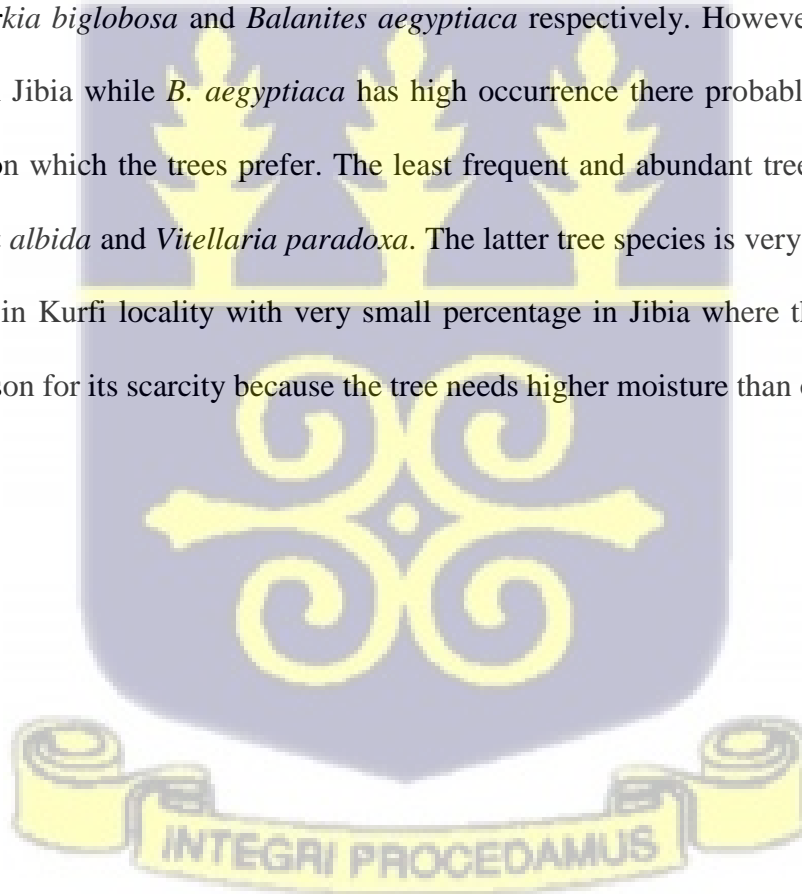 rkia biglobosa and Balanites aegyptiaca respectively. Howeve
Jibia while B. aegyptiaca has high occurrence there probabl
on which the trees prefer. The least frequent and abundant tree
albida and Vitellaria paradoxa. The latter tree species is very
in Kurfi locality with very small percentage in Jibia where th
son for its scarcity because the tree needs higher moisture than
INTEGRI PROCEDAMUS